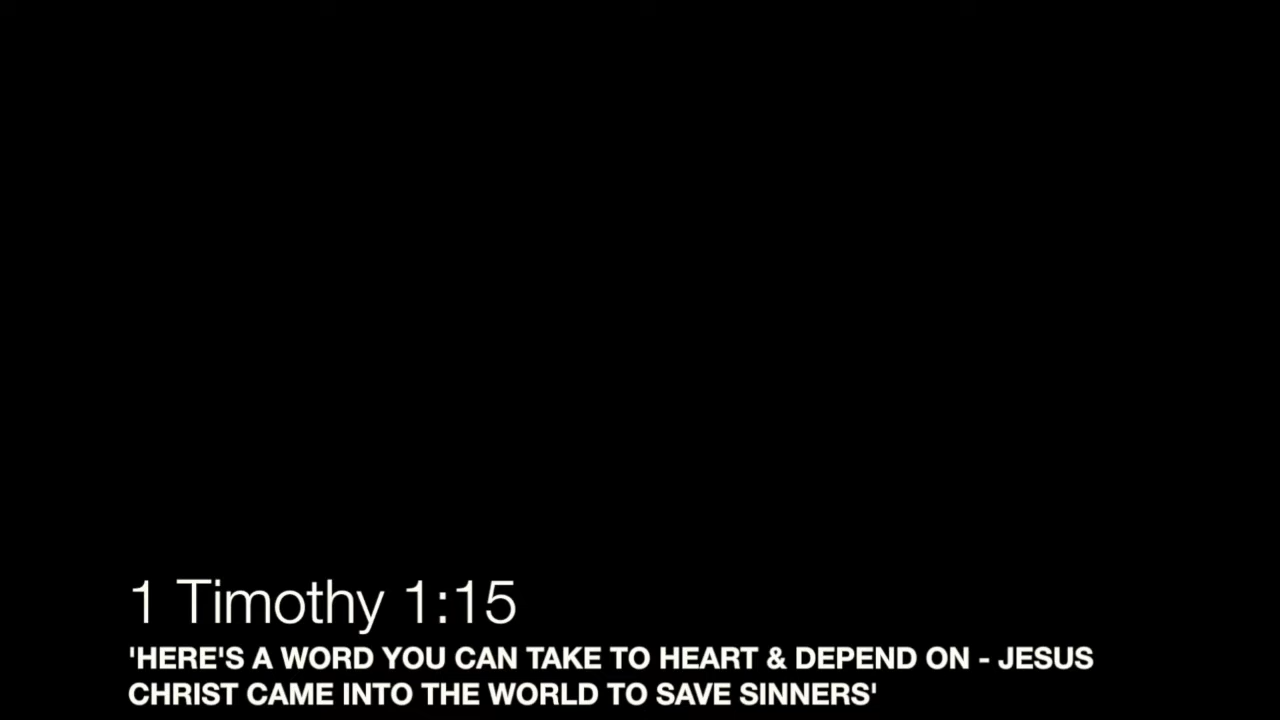 1 Timothy 1:15
'HERE'S A WORD YOU CAN TAKE TO HEART & DEPEND ON - JESUS
CHRIST CAME INTO THE WORLD TO SAVE SINNERS'